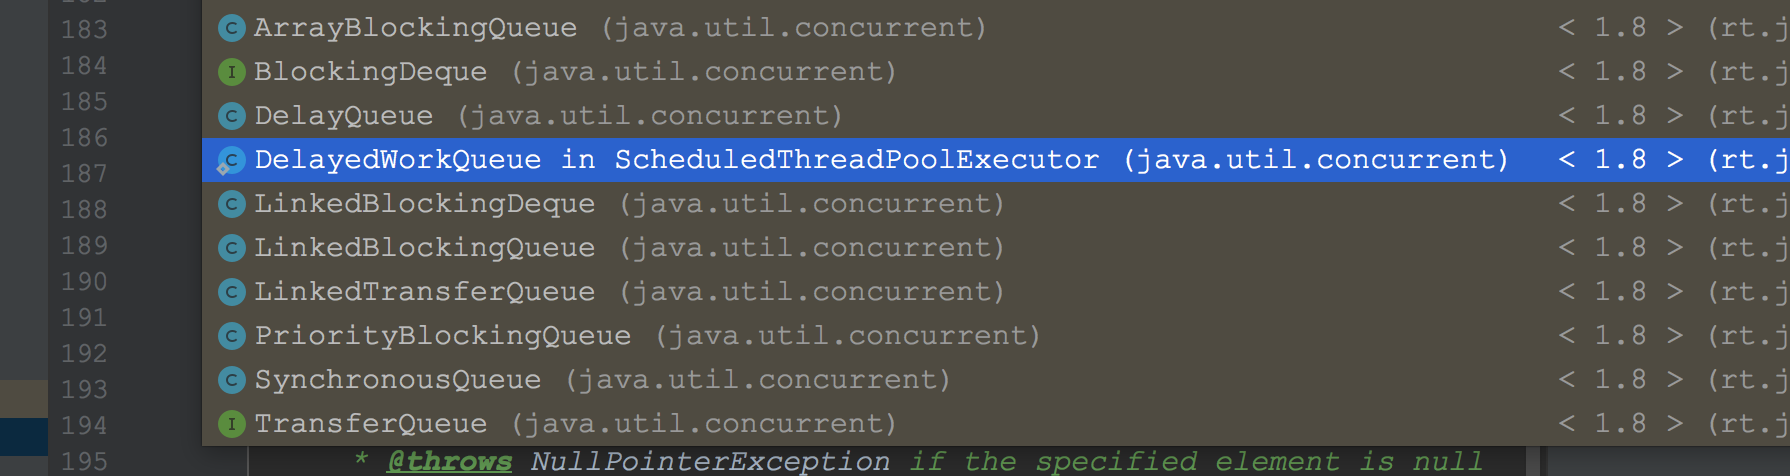 183 C ArrayBlockingQueue (java.util.concurrent) < 1.8 > (rt.j
184 I BlockingDeque (java.util.concurrent) < 1.8 > (rt.j
185 C DelayQueue (java.util.concurrent) < 1.8 > (rt.j
186
187 C DelayedWorkQueue in ScheduledThreadPoolExecutor (java.util.concurrent) < 1.8 > (rt.j
188 C LinkedBlockingDeque (java.util.concurrent) < 1.8 > (rt.j
189 C LinkedBlockingQueue (java.util.concurrent) < 1.8 > (rt.j
190 C LinkedTransferQueue (java.util.concurrent) < 1.8 > (rt.j
191
192 C PriorityBlockingQueue (java.util.concurrent) < 1.8 > (rt.j
193 C SynchronousQueue (java.util.concurrent) < 1.8 > (rt.j
194 I TransferQueue (java.util.concurrent) < 1.8 > (rt.j
195 * @throws NullPointerException if the specified element is null